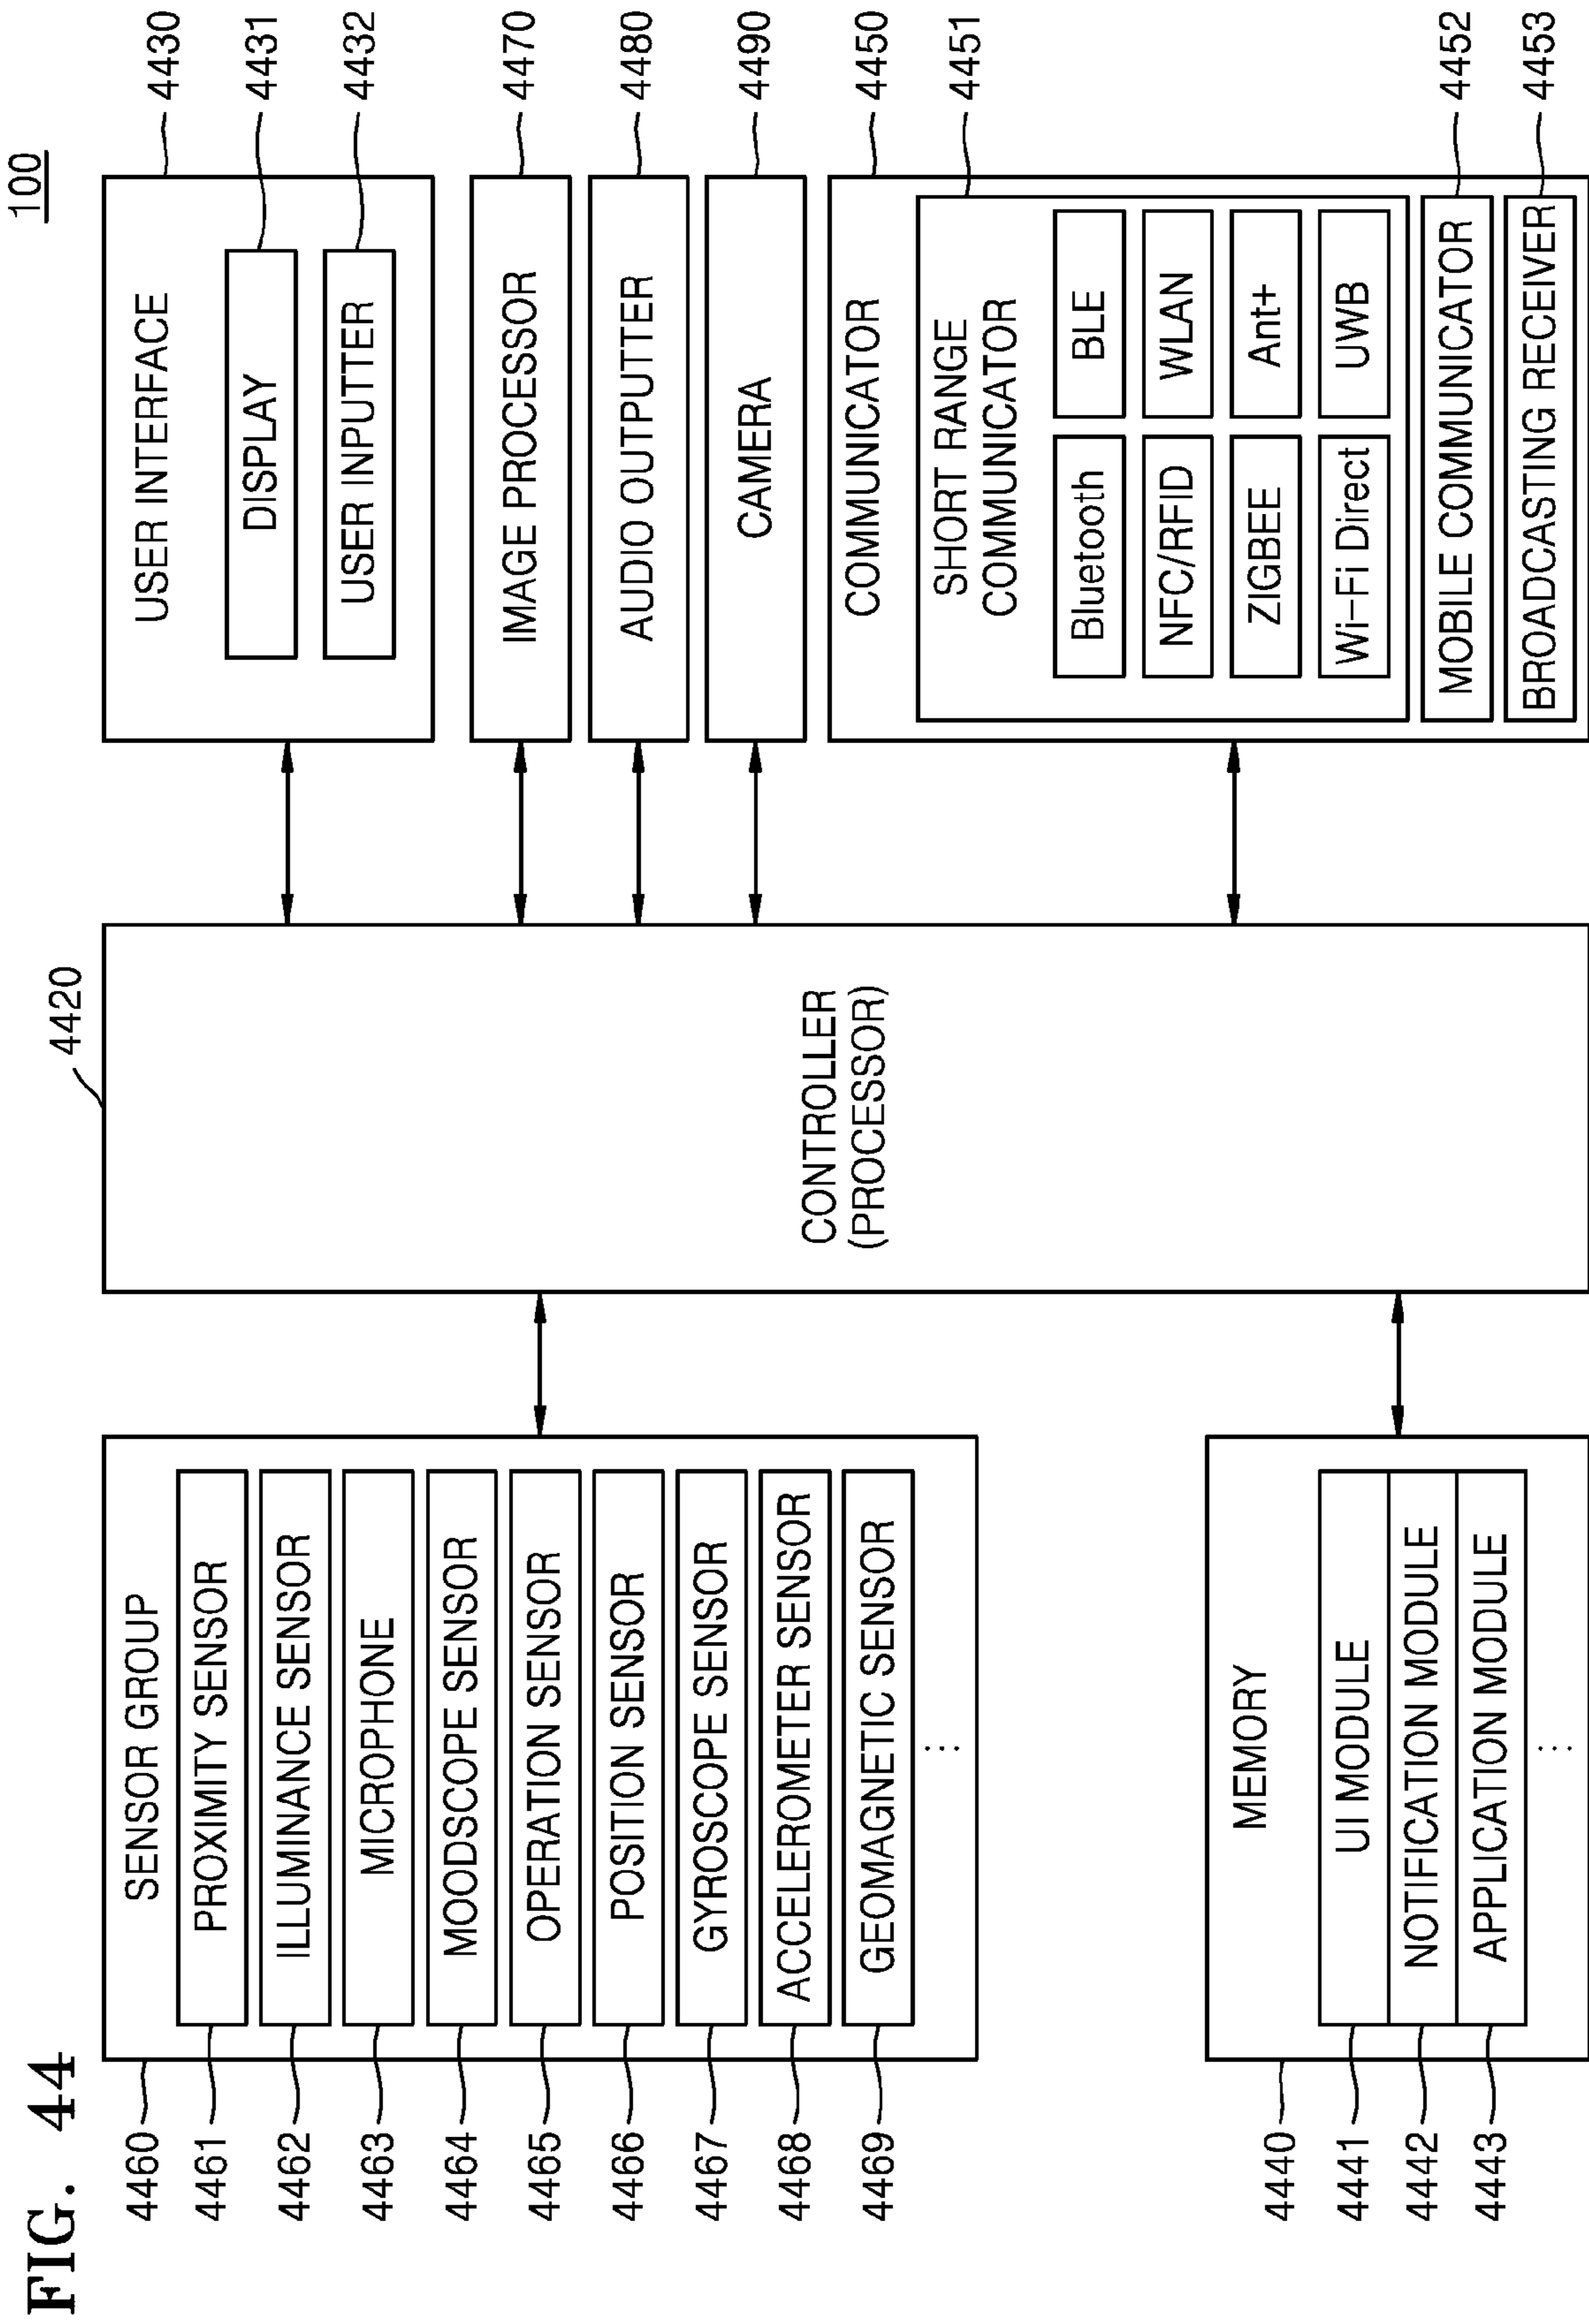 FIG. 44
100
4460
SENSOR GROUP
4461
PROXIMITY SENSOR
4462
ILLUMINANCE SENSOR
4463
MICROPHONE
4464
MOODSCOPE SENSOR
4465
OPERATION SENSOR
4466
POSITION SENSOR
4467
GYROSCOPE SENSOR
4468
ACCELEROMETER SENSOR
4469
GEOMAGNETIC SENSOR
⋮
4440
MEMORY
4441
UI MODULE
4442
NOTIFICATION MODULE
4443
APPLICATION MODULE
⋮
4420
CONTROLLER
(PROCESSOR)
USER INTERFACE
4430
DISPLAY
4431
USER INPUTTER
4432
IMAGE PROCESSOR
4470
AUDIO OUTPUTTER
4480
CAMERA
4490
COMMUNICATOR
4450
SHORT RANGE
COMMUNICATOR
4451
Bluetooth
BLE
NFC/RFID
WLAN
ZIGBEE
Ant+
Wi-Fi Direct
UWB
MOBILE COMMUNICATOR
4452
BROADCASTING RECEIVER
4453